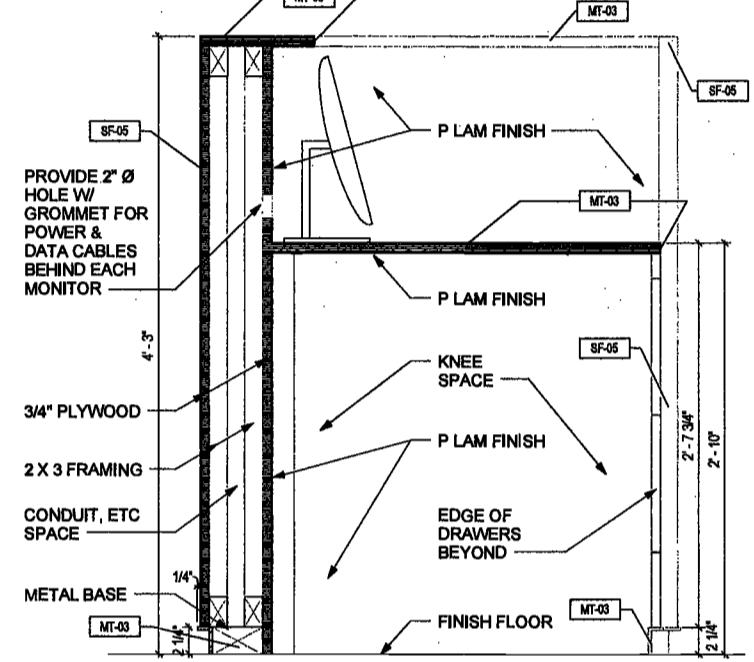 MT-03
MT-03
SF-05
SF-05
P LAM FINISH
PROVIDE 2" Ø
HOLE W/
GROMMET FOR
POWER &
DATA CABLES
BEHIND EACH
MONITOR
MT-03
P LAM FINISH
4'- 3"
SF-05
KNEE
SPACE
3/4" PLYWOOD
P LAM FINISH
2'- 7 3/4"
2'- 10"
2 X 3 FRAMING
CONDUIT, ETC
SPACE
EDGE OF
DRAWERS
BEYOND
1/4"
METAL BASE
MT-03
2 1/4"
FINISH FLOOR
MT-03
2 1/4"